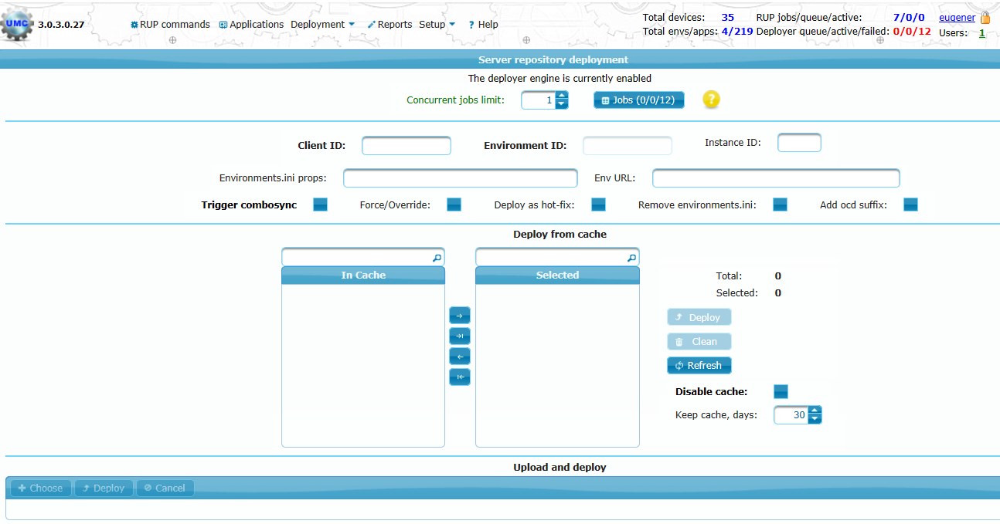 UMC 3.0.3.0.27 RUP commands Applications Deployment Reports Setup ? Help
Total devices: 35 RUP jobs/queue/active: 7/0/0 eugener
Total envs/apps: 4/219 Deployer queue/active/failed: 0/0/12 Users: 1
Server repository deployment
The deployer engine is currently enabled
Concurrent jobs limit: 1 Jobs (0/0/12) ?
Client ID: Environment ID: Instance ID:
Environments.ini props: Env URL:
Trigger combosync Force/Override: Deploy as hot-fix: Remove environments.ini: Add ocd suffix:
Deploy from cache
In Cache Selected
Total: 0
Selected: 0
Deploy
Clean
Refresh
Disable cache:
Keep cache, days: 30
Upload and deploy
Choose Deploy Cancel